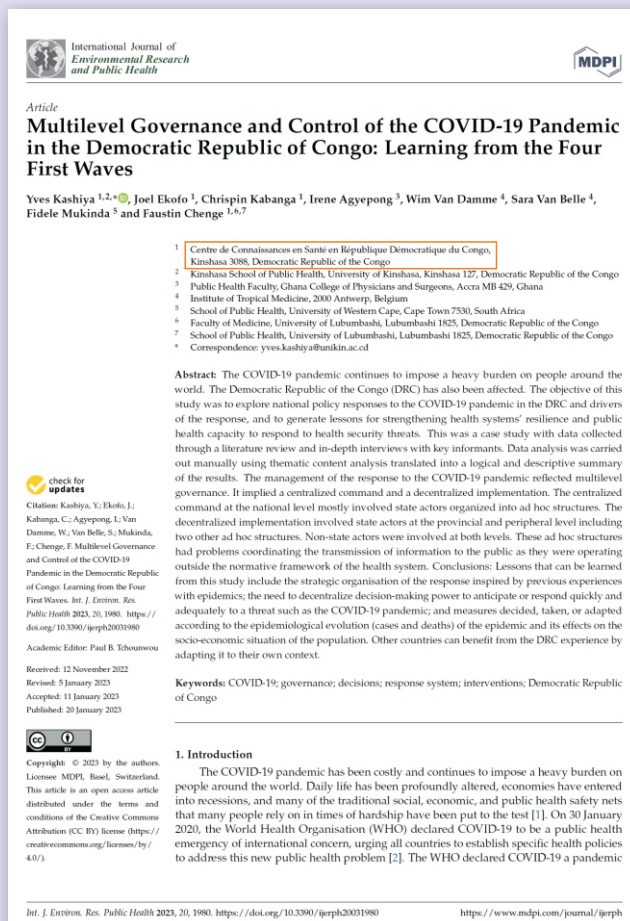 International Journal of
Environmental Research
and Public Health
MDPI
Article
Multilevel Governance and Control of the COVID-19 Pandemic
in the Democratic Republic of Congo: Learning from the Four
First Waves
Yves Kashiya 1,2,*, Joel Ekofo 1, Chrispin Kabanga 1, Irene Agyepong 3, Wim Van Damme 4, Sara Van Belle 4,
Fidele Mukinda 5 and Faustin Chenge 1,6,7
1 Centre de Connaissances en Santé en République Démocratique du Congo,
Kinshasa 3088, Democratic Republic of the Congo
2 Kinshasa School of Public Health, University of Kinshasa, Kinshasa 127, Democratic Republic of the Congo
3 Public Health Faculty, Ghana College of Physicians and Surgeons, Accra MB 429, Ghana
4 Institute of Tropical Medicine, 2000 Antwerp, Belgium
5 School of Public Health, University of Western Cape, Cape Town 7530, South Africa
6 Faculty of Medicine, University of Lubumbashi, Lubumbashi 1825, Democratic Republic of the Congo
7 School of Public Health, University of Lubumbashi, Lubumbashi 1825, Democratic Republic of the Congo
* Correspondence: yves.kashiya@unikin.ac.cd
Abstract: The COVID-19 pandemic continues to impose a heavy burden on people around the
world. The Democratic Republic of the Congo (DRC) has also been affected. The objective of this
study was to explore national policy responses to the COVID-19 pandemic in the DRC and drivers
of the response, and to generate lessons for strengthening health systems' resilience and public
health capacity to respond to health security threats. This was a case study with data collected
through a literature review and in-depth interviews with key informants. Data analysis was carried
out manually using thematic content analysis translated into a logical and descriptive summary
of the results. The management of the response to the COVID-19 pandemic reflected multilevel
governance. It implied a centralized command and a decentralized implementation. The centralized
command at the national level mostly involved state actors organized into ad hoc structures. The
decentralized implementation involved state actors at the provincial and peripheral level including
two other ad hoc structures. Non-state actors were involved at both levels. These ad hoc structures
had problems coordinating the transmission of information to the public as they were operating
outside the normative framework of the health system. Conclusions: Lessons that can be learned
from this study include the strategic organisation of the response inspired by previous experiences
with epidemics; the need to decentralize decision-making power to anticipate or respond quickly and
adequately to a threat such as the COVID-19 pandemic; and measures decided, taken, or adapted
according to the epidemiological evolution (cases and deaths) of the epidemic and its effects on the
socio-economic situation of the population. Other countries can benefit from the DRC experience by
adapting it to their own context.
Keywords: COVID-19; governance; decisions; response system; interventions; Democratic Republic
of Congo
check for
updates
Citation: Kashiya, Y.; Ekofo, J.;
Kabanga, C.; Agyepong, I.; Van
Damme, W.; Van Belle, S.; Mukinda,
F.; Chenge, F. Multilevel Governance
and Control of the COVID-19
Pandemic in the Democratic Republic
of Congo: Learning from the Four
First Waves. Int. J. Environ. Res.
Public Health 2023, 20, 1980. https://
doi.org/10.3390/ijerph20031980
Academic Editor: Paul B. Tchounwou
Received: 12 November 2022
Revised: 5 January 2023
Accepted: 11 January 2023
Published: 20 January 2023
cc BY
Copyright: © 2023 by the authors.
Licensee MDPI, Basel, Switzerland.
This article is an open access article
distributed under the terms and
conditions of the Creative Commons
Attribution (CC BY) license (https://
creativecommons.org/licenses/by/
4.0/).
1. Introduction
The COVID-19 pandemic has been costly and continues to impose a heavy burden on
people around the world. Daily life has been profoundly altered, economies have entered
into recessions, and many of the traditional social, economic, and public health safety nets
that many people rely on in times of hardship have been put to the test [1]. On 30 January
2020, the World Health Organisation (WHO) declared COVID-19 to be a public health
emergency of international concern, urging all countries to establish specific health policies
to address this new public health problem [2]. The WHO declared COVID-19 a pandemic
Int. J. Environ. Res. Public Health 2023, 20, 1980. https://doi.org/10.3390/ijerph20031980
https://www.mdpi.com/journal/ijerph